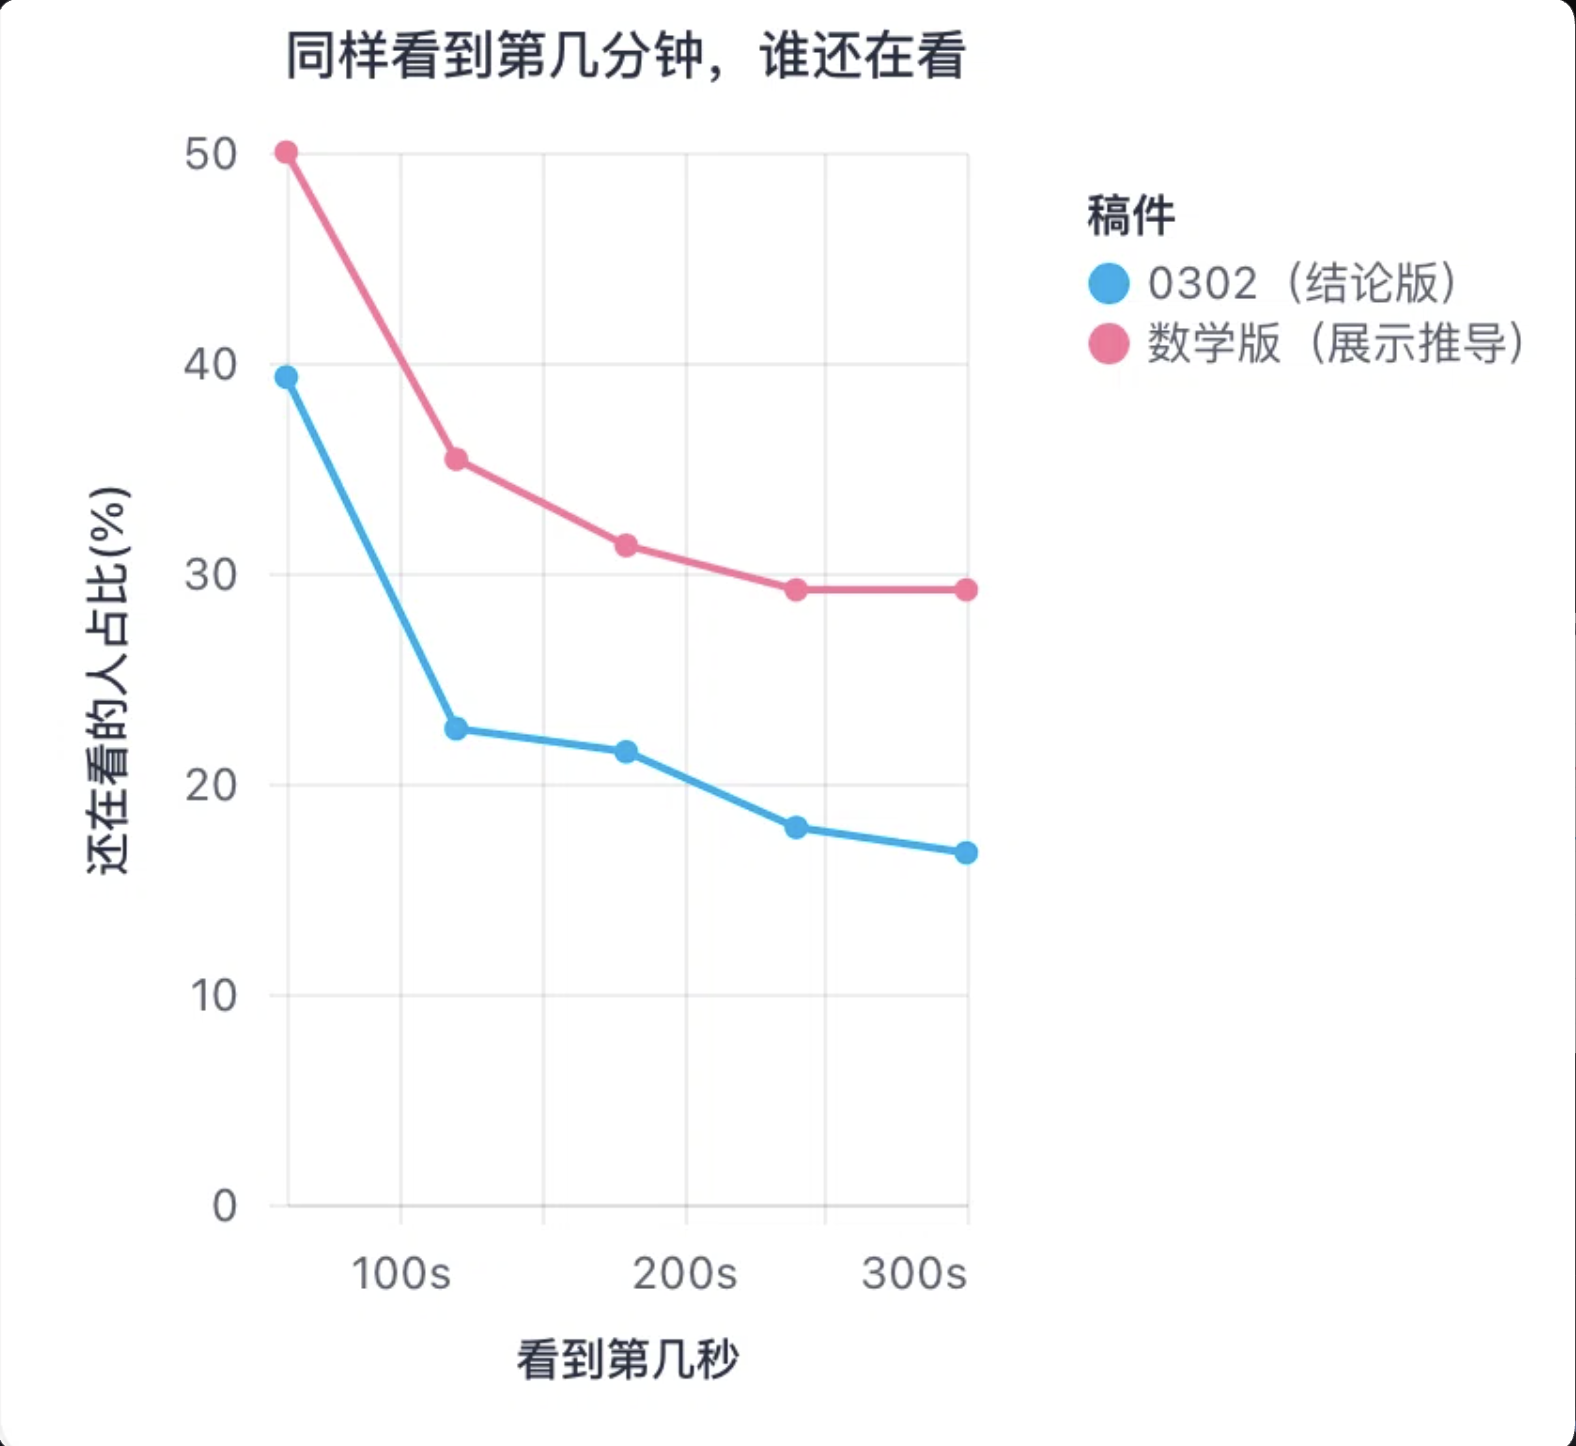 同样看到第几分钟，谁还在看
50
40
30
20
10
0
还在看的人占比(%)
100s
200s
300s
看到第几秒
稿件
0302（结论版）
数学版（展示推导）